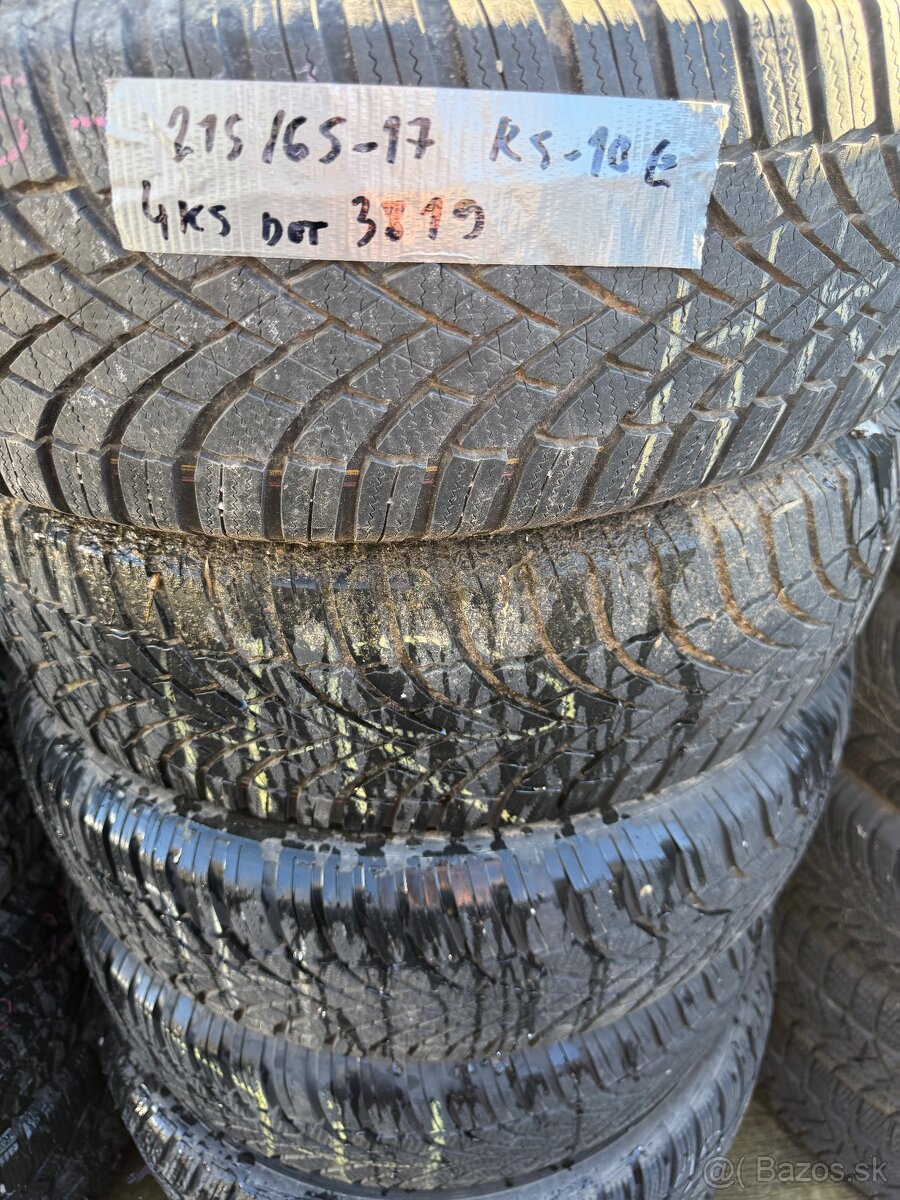 215/65-17 KS-10€
4KS DOT 3819
Bazos.sk